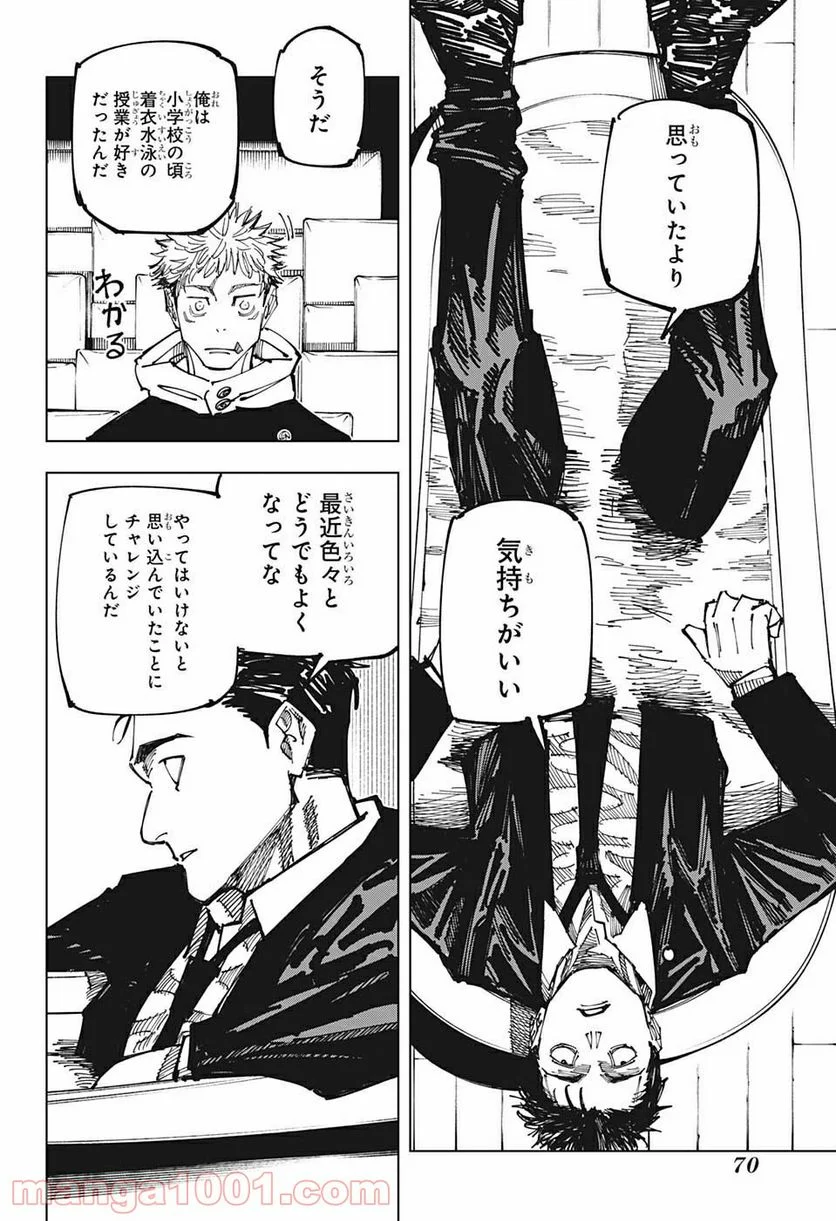 思っていたより
気持ちがいい
そうだ
俺は
小学校の頃
着衣水泳の
授業が好き
だったんだ
わかる
最近色々と
どうでもよく
なってな
やってはいけないと
思い込んでいたことに
チャレンジ
しているんだ
70
manga1001.com